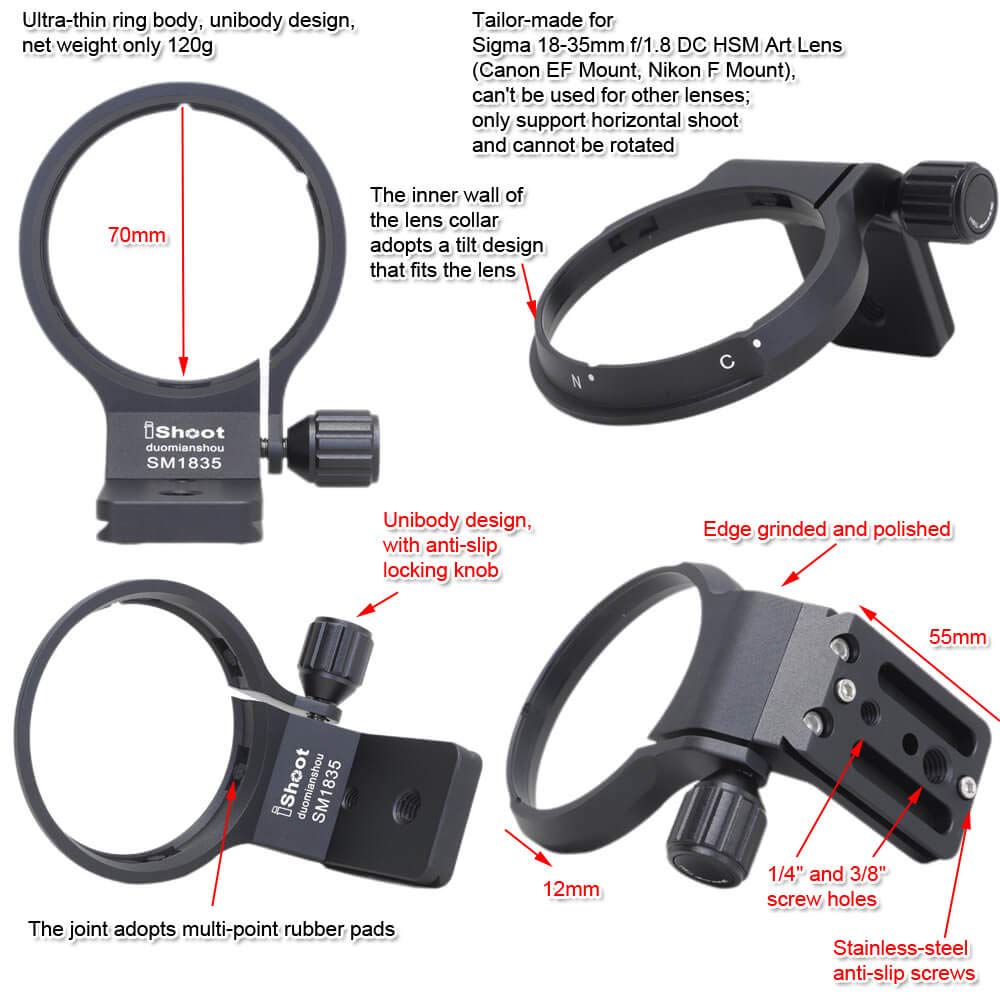 Ultra-thin ring body, unibody design,
net weight only 120g
Tailor-made for
Sigma 18-35mm f/1.8 DC HSM Art Lens
(Canon EF Mount, Nikon F Mount),
can't be used for other lenses;
only support horizontal shoot
and cannot be rotated
The inner wall of
the lens collar
adopts a tilt design
that fits the lens
70mm
N
C
iShoot
duomianshou
SM1835
Unibody design,
with anti-slip
locking knob
Edge grinded and polished
55mm
iShoot
duomianshou
SM1835
12mm
1/4" and 3/8"
screw holes
The joint adopts multi-point rubber pads
Stainless-steel
anti-slip screws